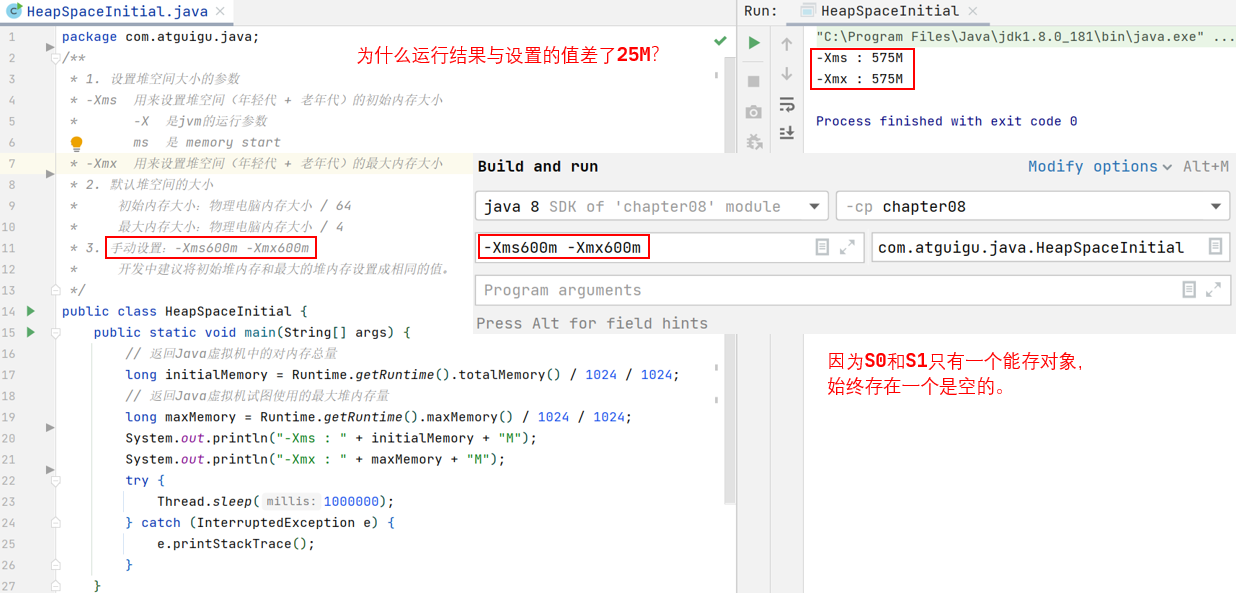 HeapSpaceInitial.java
Run: HeapSpaceInitial
1 package com.atguigu.java;
2 /**
3 * 1. 设置堆空间大小的参数
4 * -Xms 用来设置堆空间（年轻代 + 老年代）的初始内存大小
5 * -X 是jvm的运行参数
6 ms 是 memory start
7 * -Xmx 用来设置堆空间（年轻代 + 老年代）的最大内存大小
8 * 2. 默认堆空间的大小
9 * 初始内存大小：物理电脑内存大小 / 64
10 * 最大内存大小：物理电脑内存大小 / 4
11 * 3. 手动设置：-Xms600m -Xmx600m
12 * 开发中建议将初始堆内存和最大的堆内存设置成相同的值。
13 */
14 public class HeapSpaceInitial {
15 public static void main(String[] args) {
16 // 返回Java虚拟机中的对内存总量
17 long initialMemory = Runtime.getRuntime().totalMemory() / 1024 / 1024;
18 // 返回Java虚拟机试图使用的最大堆内存量
19 long maxMemory = Runtime.getRuntime().maxMemory() / 1024 / 1024;
20 System.out.println("-Xms : " + initialMemory + "M");
21 System.out.println("-Xmx : " + maxMemory + "M");
22 try {
23 Thread.sleep( millis: 1000000);
24 } catch (InterruptedException e) {
25 e.printStackTrace();
26 }
27 }
为什么运行结果与设置的值差了25M?
"C:\Program Files\Java\jdk1.8.0_181\bin\java.exe" ...
-Xms : 575M
-Xmx : 575M
Process finished with exit code 0
Build and run
Modify options Alt+M
java 8 SDK of 'chapter08' module
-cp chapter08
-Xms600m -Xmx600m
com.atguigu.java.HeapSpaceInitial
Program arguments
Press Alt for field hints
因为S0和S1只有一个能存对象,
始终存在一个是空的。